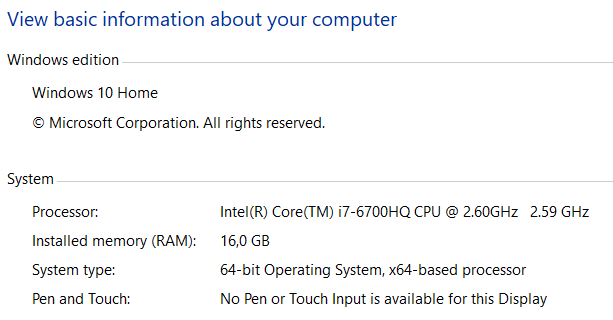 View basic information about your computer
Windows edition
Windows 10 Home
© Microsoft Corporation. All rights reserved.
System
Processor: Intel(R) Core(TM) i7-6700HQ CPU @ 2.60GHz 2.59 GHz
Installed memory (RAM): 16,0 GB
System type: 64-bit Operating System, x64-based processor
Pen and Touch: No Pen or Touch Input is available for this Display